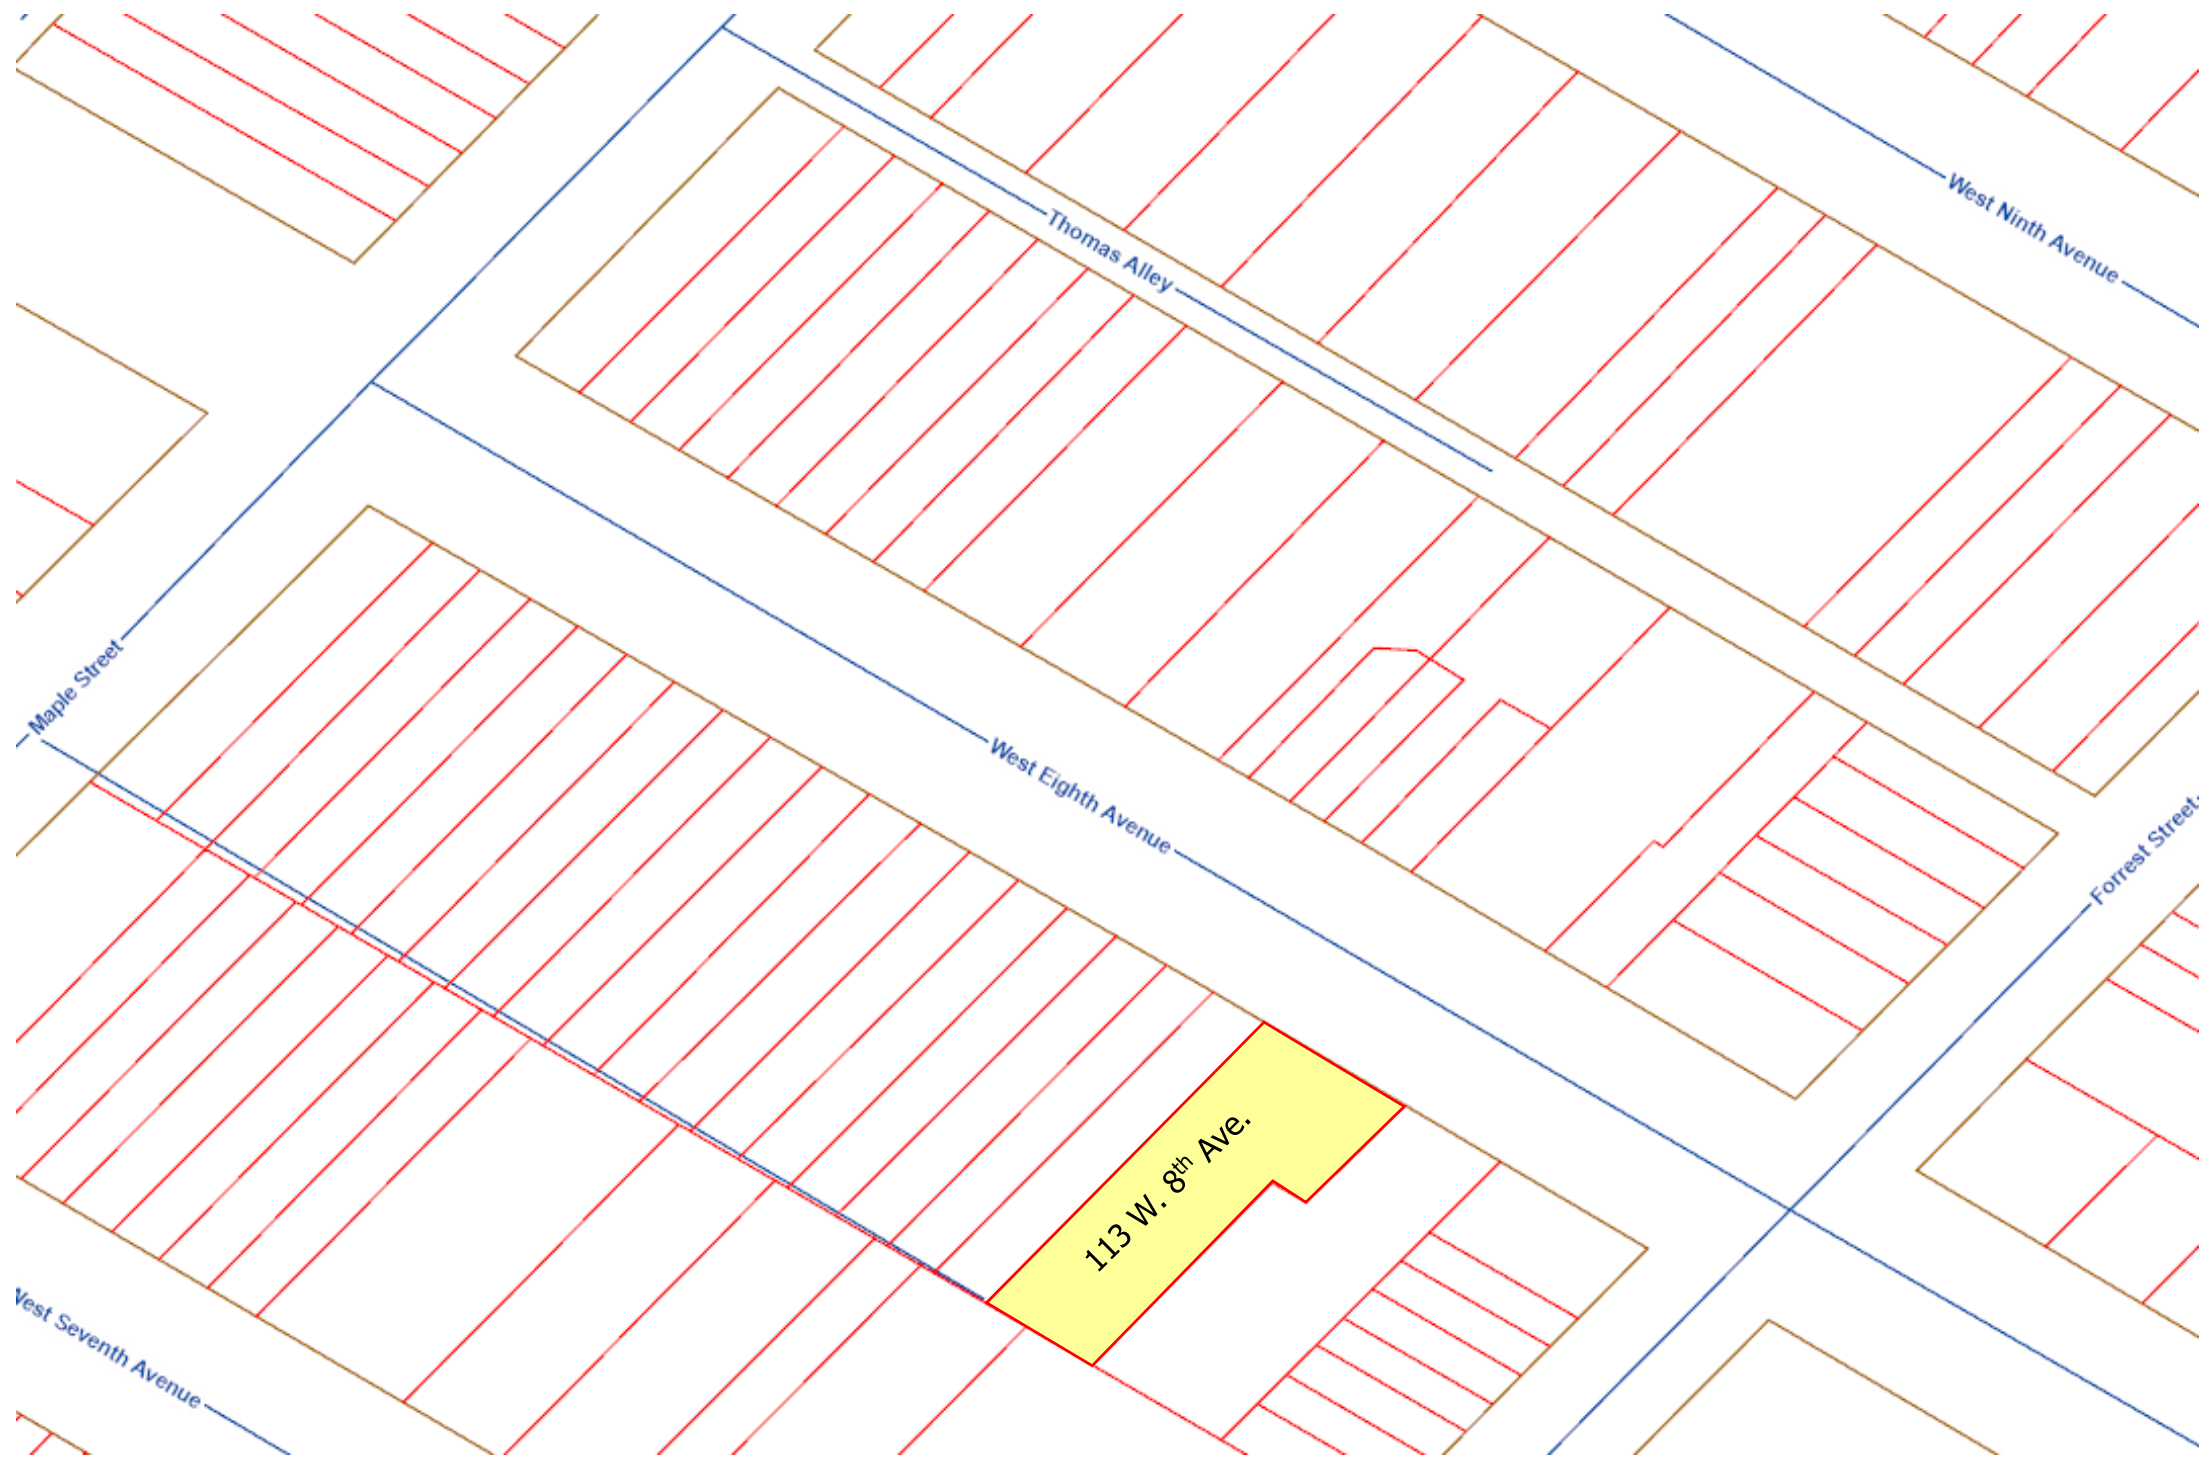 West Ninth Avenue
Thomas Alley
Maple Street
West Eighth Avenue
Forrest Street
113 W. 8th Ave.
West Seventh Avenue